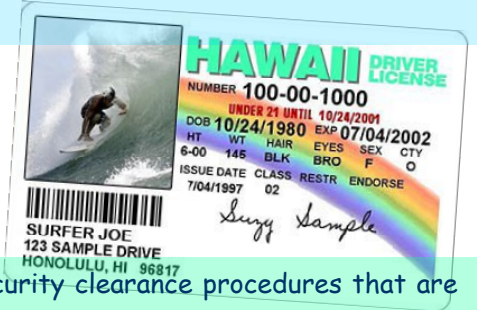 HAWAII DRIVER LICENSE
NUMBER 100-00-1000
UNDER 21 UNTIL 10/24/2001
DOB 10/24/1980 EXP 07/04/2002
HT WT HAIR EYES SEX CTY
6-00 145 BLK BRO F O
ISSUE DATE CLASS RESTR ENDORSE
7/04/1997 02
Suzy Sample
SURFER JOE
123 SAMPLE DRIVE
HONOLULU, HI 96817
curity clearance procedures that are